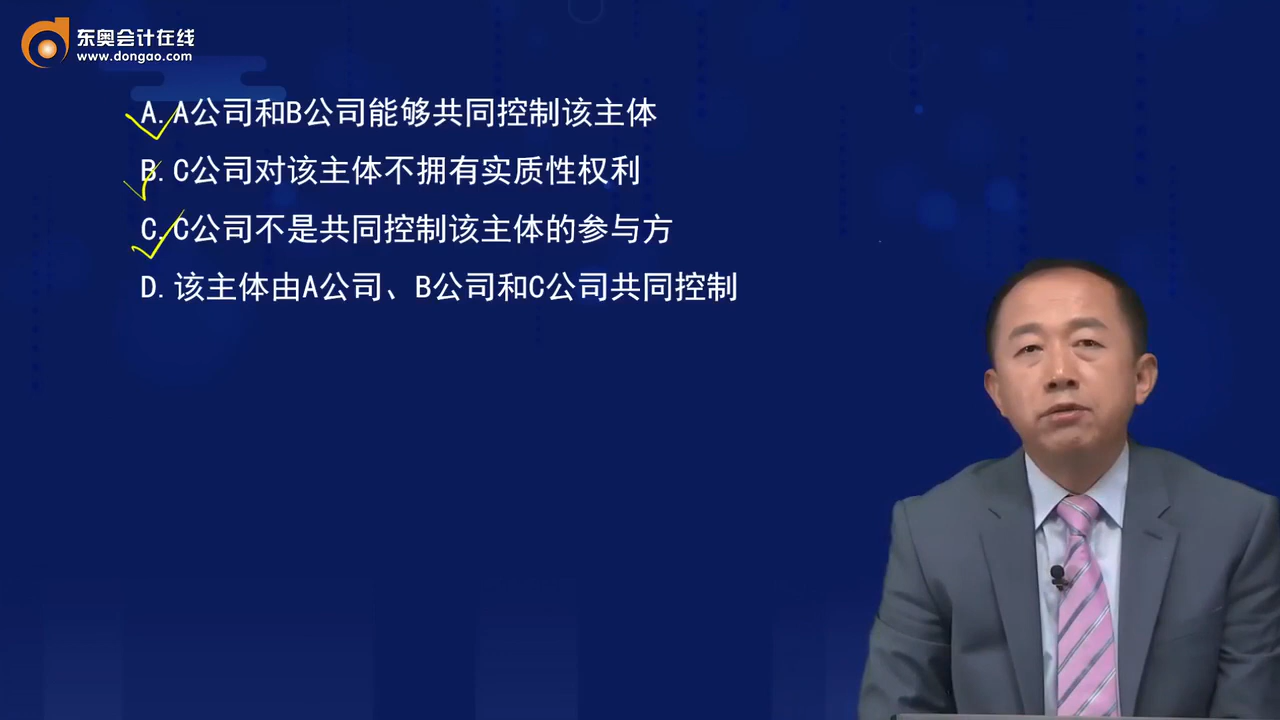 东奥会计在线
www.dongao.com
A.A公司和B公司能够共同控制该主体
B.C公司对该主体不拥有实质性权利
C.C公司不是共同控制该主体的参与方
D.该主体由A公司、B公司和C公司共同控制